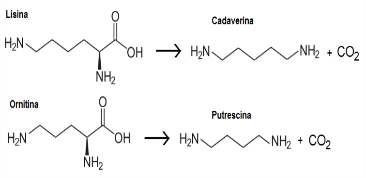 Lisina
Cadaverina
O
H₂N
OH
NH₂
H₂N
NH₂ + CO₂
Ornitina
Putrescina
O
H₂N
OH
NH₂
H₂N
NH₂ + CO₂